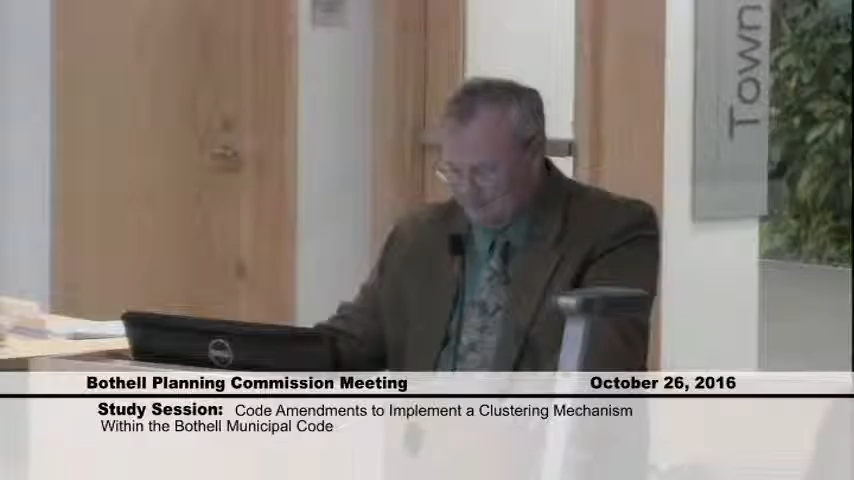 Town
DELL
Bothell Planning Commission Meeting
October 26, 2016
Study Session: Code Amendments to Implement a Clustering Mechanism
Within the Bothell Municipal Code